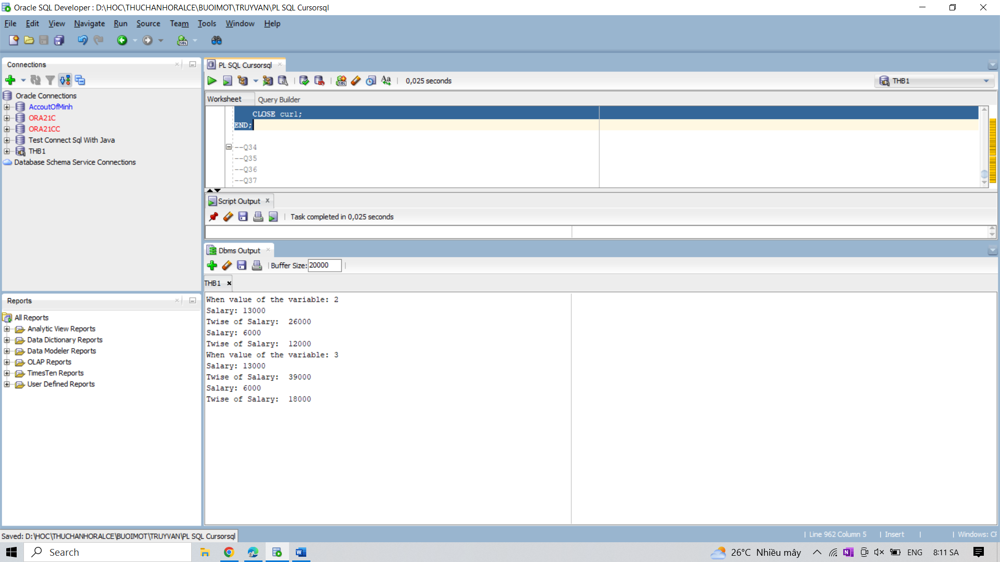 Oracle SQL Developer : D:\HOC\THUCHANHORALCE\BUOIMOT\TRUYVAN\PL SQL Cursorsql
File Edit View Navigate Run Source Team Tools Window Help
Connections
Oracle Connections
AccoutOfMinh
ORA21C
ORA21CC
Test Connect Sql With Java
THB1
Database Schema Service Connections
Reports
All Reports
Analytic View Reports
Data Dictionary Reports
Data Modeler Reports
OLAP Reports
TimesTen Reports
User Defined Reports
PL SQL Cursorsql
0,025 seconds
THB1
Worksheet Query Builder
CLOSE cur1;
END;
--Q34
--Q35
--Q36
--Q37
Script Output
Task completed in 0,025 seconds
Dbms Output
Buffer Size: 20000
THB1
When value of the variable: 2
Salary: 13000
Twise of Salary:  26000
Salary: 6000
Twise of Salary:  12000
When value of the variable: 3
Salary: 13000
Twise of Salary:  39000
Salary: 6000
Twise of Salary:  18000
Saved: D:\HOC\THUCHANHORALCE\BUOIMOT\TRUYVAN\PL SQL Cursorsql
Line 962 Column 5 Insert Windows: CF
Search
26°C Nhiều mây ENG 8:11 SA